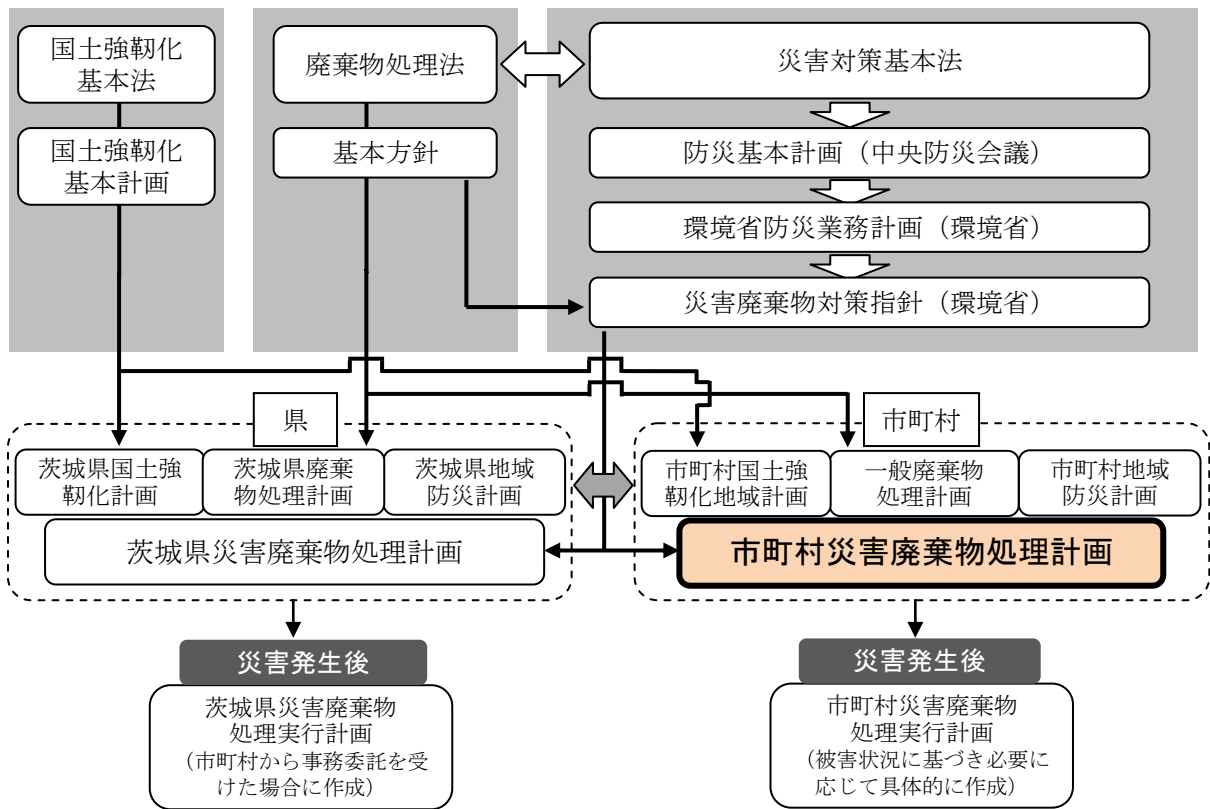 国土強靭化
基本法
国土強靭化
基本計画
廃棄物処理法
基本方針
災害対策基本法
防災基本計画（中央防災会議）
環境省防災業務計画（環境省）
災害廃棄物対策指針（環境省）
県
茨城県国土強
靭化計画
茨城県廃棄
物処理計画
茨城県地域
防災計画
茨城県災害廃棄物処理計画
市町村
市町村国土強
靭化地域計画
一般廃棄物
処理計画
市町村地域
防災計画
市町村災害廃棄物処理計画
災害発生後
茨城県災害廃棄物
処理実行計画
（市町村から事務委託を受
けた場合に作成）
災害発生後
市町村災害廃棄物
処理実行計画
（被害状況に基づき必要に
応じて具体的に作成）